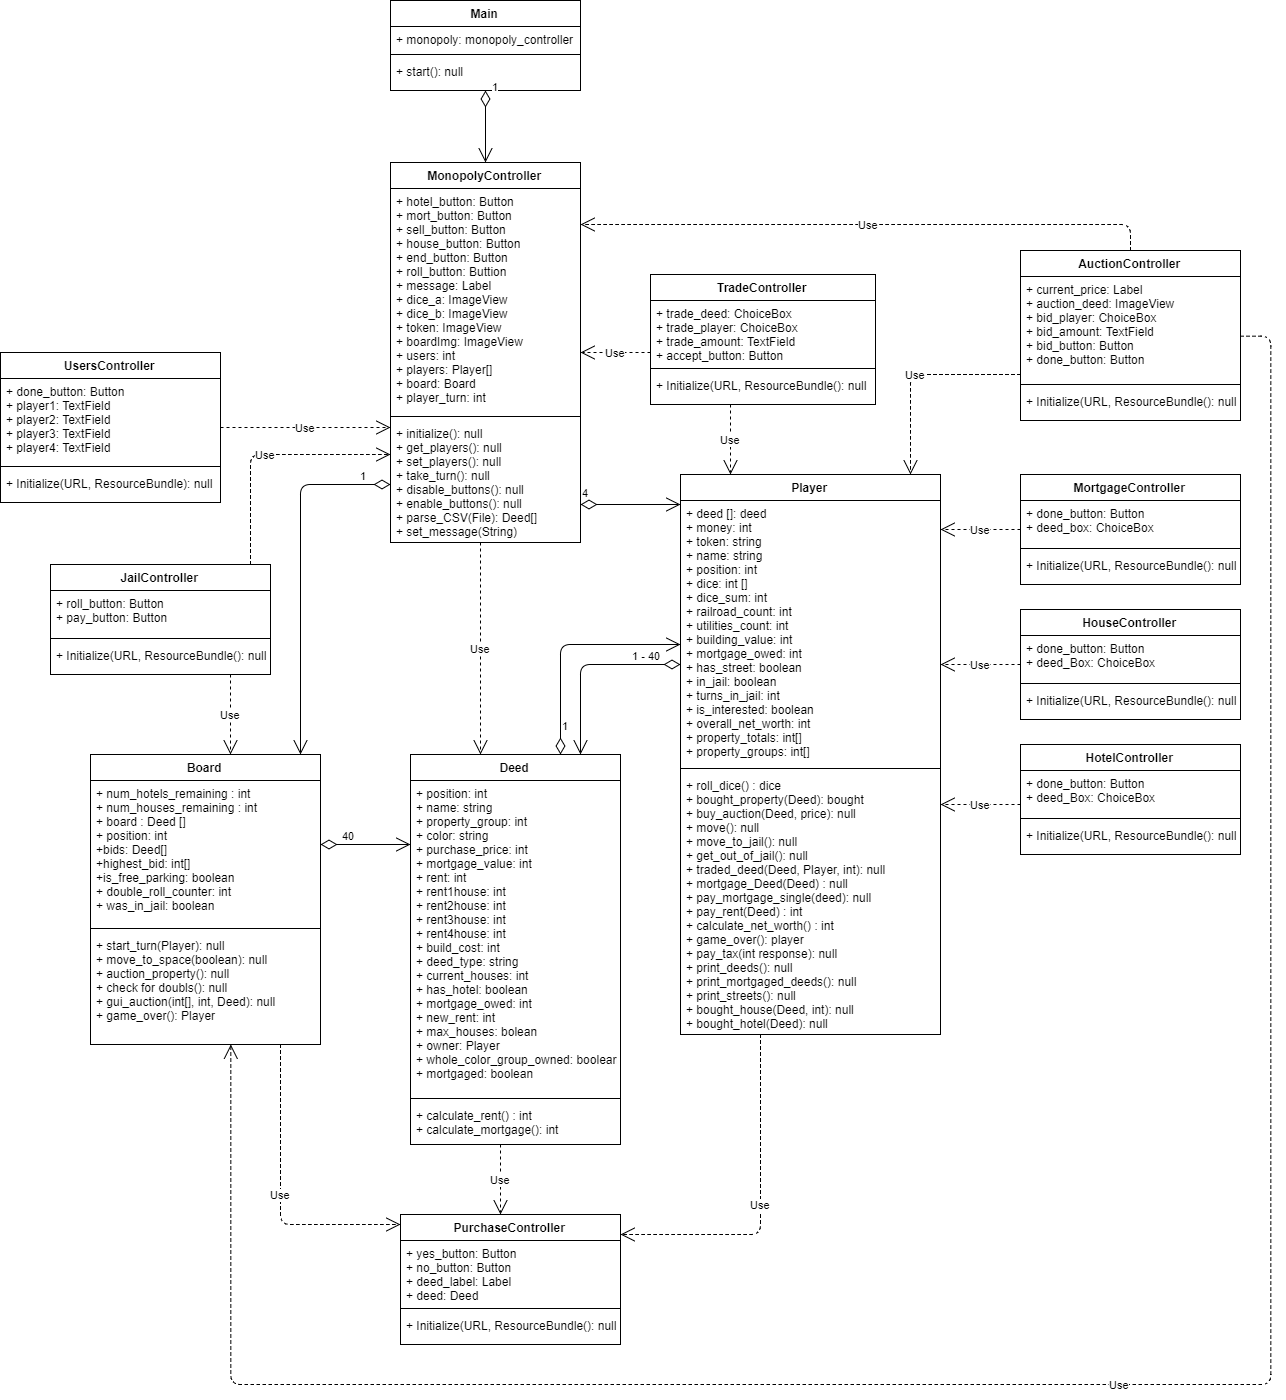 Main
+ monopoly: monopoly_controller
+ start(): null
1
MonopolyController
+ hotel_button: Button
+ mort_button: Button
+ sell_button: Button
+ house_button: Button
+ end_button: Button
+ roll_button: Buttion
+ message: Label
+ dice_a: ImageView
+ dice_b: ImageView
+ token: ImageView
+ boardImg: ImageView
+ users: int
+ players: Player[]
+ board: Board
+ player_turn: int
+ initialize(): null
+ get_players(): null
+ set_players(): null
+ take_turn(): null
+ disable_buttons(): null
+ enable_buttons(): null
+ parse_CSV(File): Deed[]
+ set_message(String)
Use
AuctionController
+ current_price: Label
+ auction_deed: ImageView
+ bid_player: ChoiceBox
+ bid_amount: TextField
+ bid_button: Button
+ done_button: Button
+ Initialize(URL, ResourceBundle(): null
TradeController
+ trade_deed: ChoiceBox
+ trade_player: ChoiceBox
+ trade_amount: TextField
+ accept_button: Button
+ Initialize(URL, ResourceBundle(): null
Use
Use
Use
UsersController
+ done_button: Button
+ player1: TextField
+ player2: TextField
+ player3: TextField
+ player4: TextField
+ Initialize(URL, ResourceBundle): null
Use
Use
1
4
JailController
+ roll_button: Button
+ pay_button: Button
+ Initialize(URL, ResourceBundle(): null
Use
Use
Player
+ deed []: deed
+ money: int
+ token: string
+ name: string
+ position: int
+ dice: int []
+ dice_sum: int
+ railroad_count: int
+ utilities_count: int
+ building_value: int
+ mortgage_owed: int
+ has_street: boolean
+ in_jail: boolean
+ turns_in_jail: int
+ is_interested: boolean
+ overall_net_worth: int
+ property_totals: int[]
+ property_groups: int[]
+ roll_dice() : dice
+ bought_property(Deed): bought
+ buy_auction(Deed, price): null
+ move(): null
+ move_to_jail(): null
+ get_out_of_jail(): null
+ traded_deed(Deed, Player, int): null
+ mortgage_Deed(Deed) : null
+ pay_mortgage_single(deed): null
+ pay_rent(Deed) : int
+ calculate_net_worth() : int
+ game_over(): player
+ pay_tax(int response): null
+ print_deeds(): null
+ print_mortgaged_deeds(): null
+ print_streets(): null
+ bought_house(Deed, int): null
+ bought_hotel(Deed): null
1 - 40
1
Use
MortgageController
+ done_button: Button
+ deed_box: ChoiceBox
+ Initialize(URL, ResourceBundle(): null
Use
HouseController
+ done_button: Button
+ deed_Box: ChoiceBox
+ Initialize(URL, ResourceBundle(): null
Use
HotelController
+ done_button: Button
+ deed_Box: ChoiceBox
+ Initialize(URL, ResourceBundle(): null
Board
+ num_hotels_remaining : int
+ num_houses_remaining : int
+ board : Deed []
+ position: int
+bids: Deed[]
+highest_bid: int[]
+is_free_parking: boolean
+ double_roll_counter: int
+ was_in_jail: boolean
+ start_turn(Player): null
+ move_to_space(boolean): null
+ auction_property(): null
+ check for doubls(): null
+ gui_auction(int[], int, Deed): null
+ game_over(): Player
40
Deed
+ position: int
+ name: string
+ property_group: int
+ color: string
+ purchase_price: int
+ mortgage_value: int
+ rent: int
+ rent1house: int
+ rent2house: int
+ rent3house: int
+ rent4house: int
+ build_cost: int
+ deed_type: string
+ current_houses: int
+ has_hotel: boolean
+ mortgage_owed: int
+ new_rent: int
+ max_houses: bolean
+ owner: Player
+ whole_color_group_owned: boolear
+ mortgaged: boolean
+ calculate_rent() : int
+ calculate_mortgage(): int
Use
Use
Use
PurchaseController
+ yes_button: Button
+ no_button: Button
+ deed_label: Label
+ deed: Deed
+ Initialize(URL, ResourceBundle(): null
Use